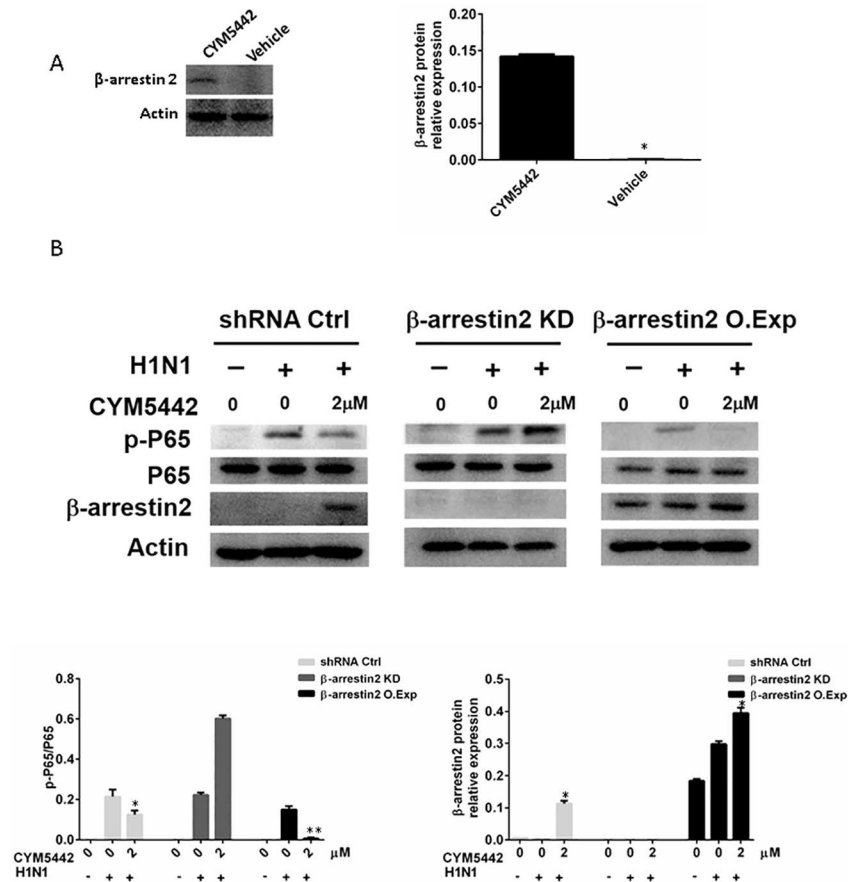 A
CYM5442 Vehicle
β-arrestin 2
Actin
β-arrestin2 protein
relative expression
0.20
0.15
0.10
0.05
0.00
*
CYM5442 Vehicle
B
shRNA Ctrl β-arrestin2 KD β-arrestin2 O.Exp
H1N1 − + + − + + − + +
CYM5442 0 0 2μM 0 0 2μM 0 0 2μM
p-P65
P65
β-arrestin2
Actin
shRNA Ctrl
β-arrestin2 KD
β-arrestin2 O.Exp
p-P65/P65
0.8
0.6
0.4
0.2
0.0
* **
CYM5442 0 0 2 0 0 2 0 0 2 μM
H1N1 - + + - + + - + +
shRNA Ctrl
β-arrestin2 KD
β-arrestin2 O.Exp
β-arrestin2 protein
relative expression
0.5
0.4
0.3
0.2
0.1
0.0
* *
CYM5442 0 0 2 0 0 2 0 0 2 μM
H1N1 - + + - + + - + +